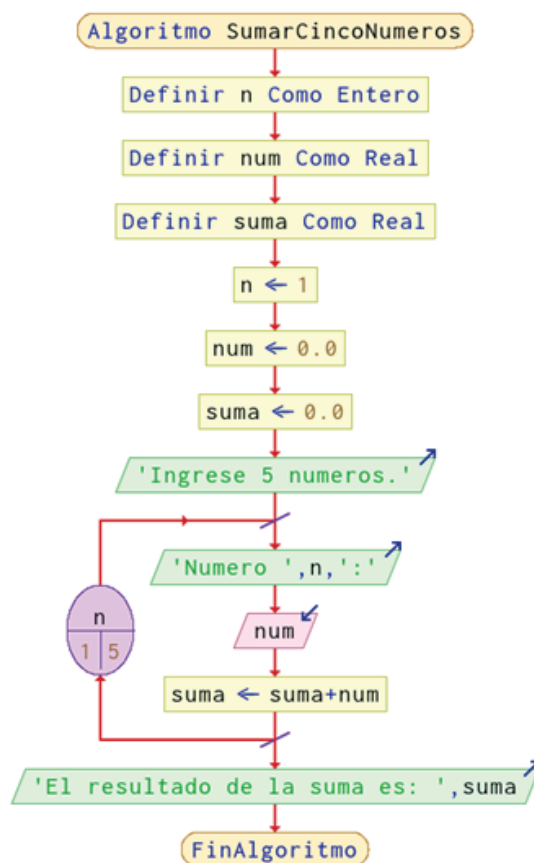 Algoritmo SumarCincoNumeros
Definir n Como Entero
Definir num Como Real
Definir suma Como Real
n ← 1
num ← 0.0
suma ← 0.0
'Ingrese 5 numeros.'
'Numero ',n,':'
n
1 5
num
suma ← suma+num
'El resultado de la suma es: ',suma
FinAlgoritmo